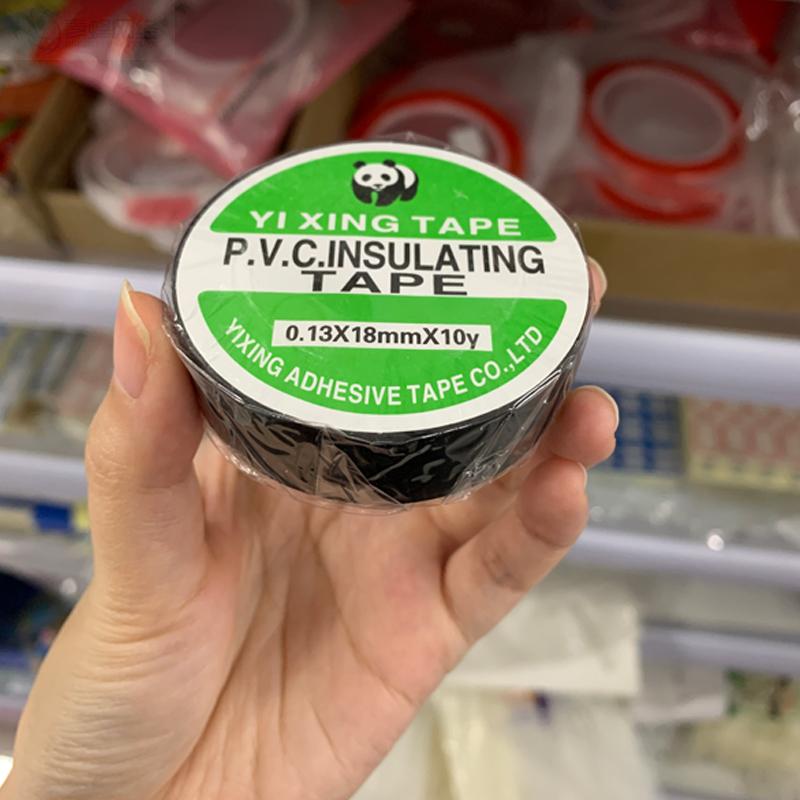 YI XING TAPE
P.V.C.INSULATING
TAPE
0.13X18mmX10y
YIXING ADHESIVE TAPE CO.,LTD